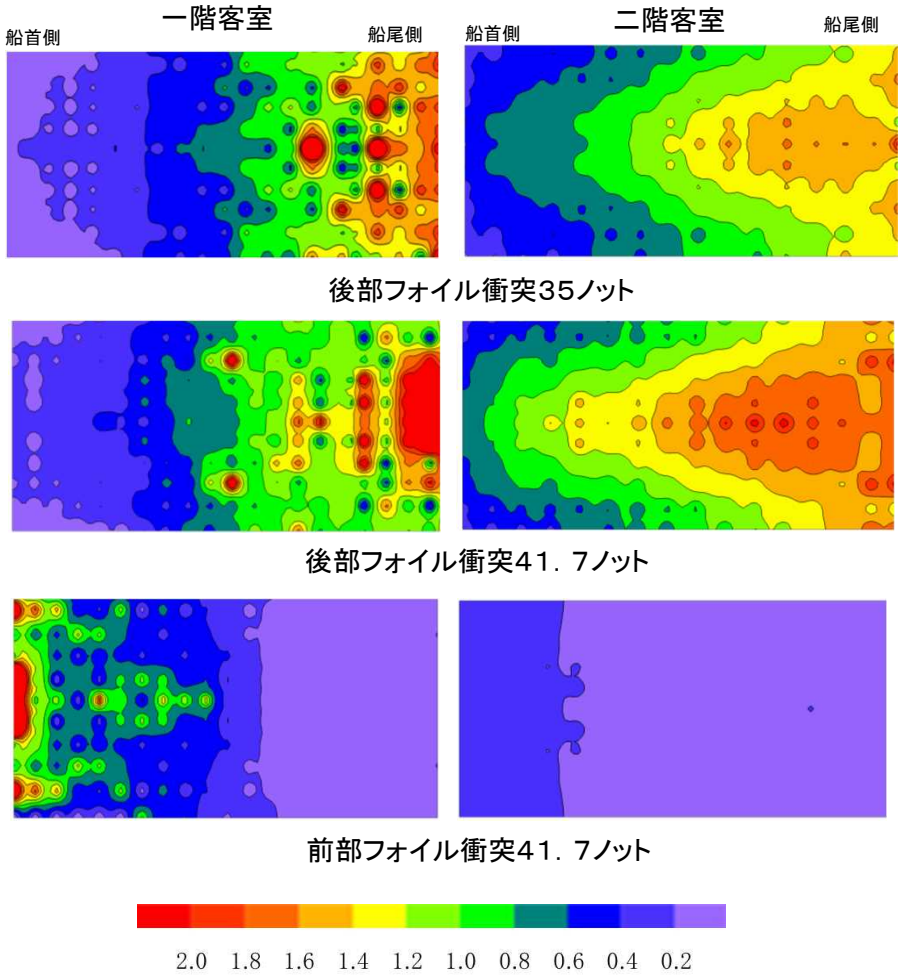 一階客室 二階客室
船首側 船尾側 船首側 船尾側
後部フォイル衝突35ノット
後部フォイル衝突41．7ノット
前部フォイル衝突41．7ノット
2.0 1.8 1.6 1.4 1.2 1.0 0.8 0.6 0.4 0.2